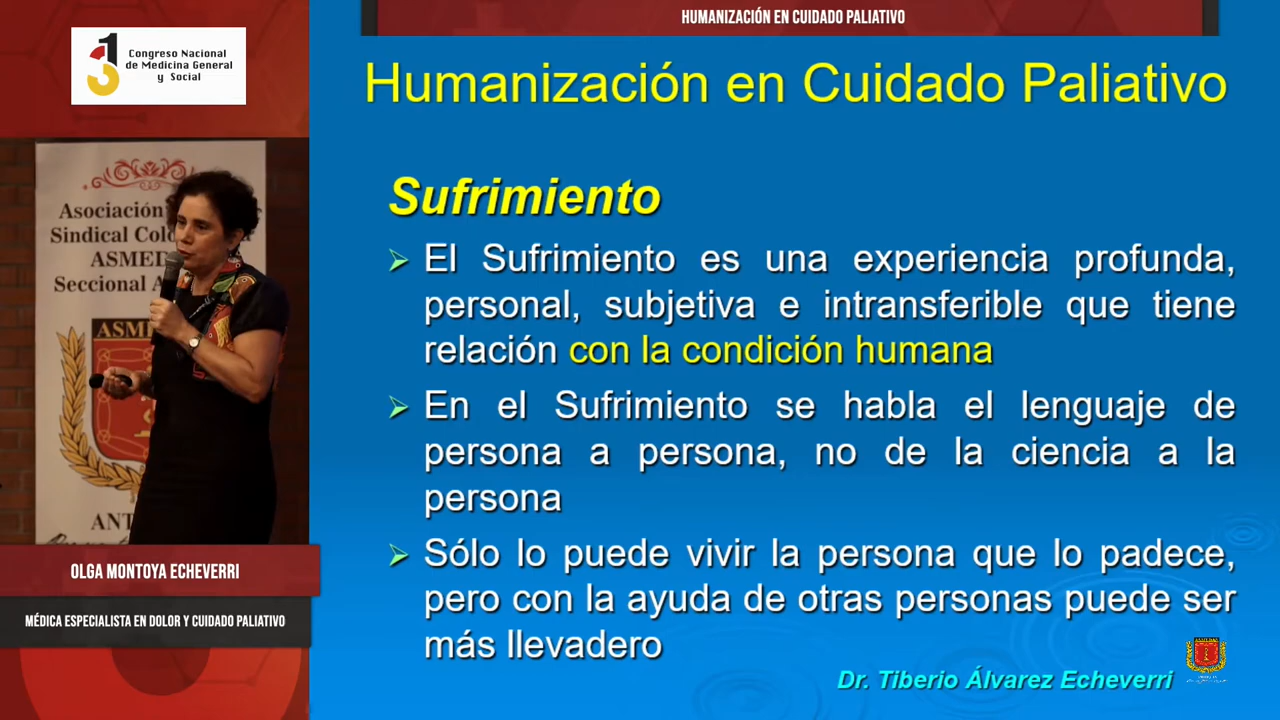 HUMANIZACIÓN EN CUIDADO PALIATIVO
Congreso Nacional
de Medicina General
y Social
Humanización en Cuidado Paliativo
Sufrimiento
El Sufrimiento es una experiencia profunda,
personal, subjetiva e intransferible que tiene
relación con la condición humana
En el Sufrimiento se habla el lenguaje de
persona a persona, no de la ciencia a la
persona
Sólo lo puede vivir la persona que lo padece,
pero con la ayuda de otras personas puede ser
más llevadero
Dr. Tiberio Álvarez Echeverri
Asociación
Sindical Col
ASMED
Seccional A
ASME
ANT
OLGA MONTOYA ECHEVERRI
MÉDICA ESPECIALISTA EN DOLOR Y CUIDADO PALIATIVO